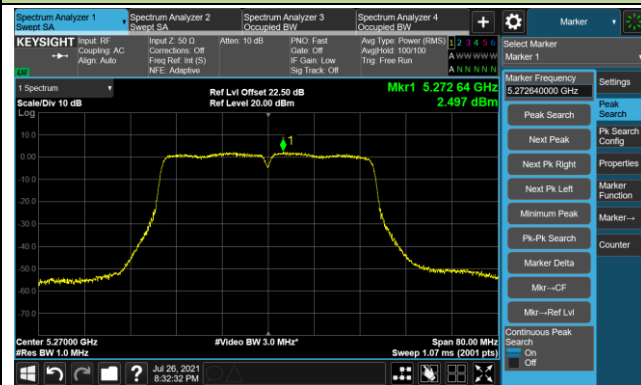 Spectrum Analyzer 1
Swept SA
Spectrum Analyzer 2
Swept SA
Spectrum Analyzer 3
Occupied BW
Spectrum Analyzer 4
Occupied BW
+
Marker
KEYSIGHT
Input: RF
Coupling: AC
Align: Auto
Input Z: 50 Ω
Corrections: Off
Freq Ref: Int (S)
NFE: Adaptive
Atten: 10 dB
PNO: Fast
Gate: Off
IF Gain: Low
Sig Track: Off
Avg Type: Power (RMS)
Avg|Hold: 100/100
Trig: Free Run
1 2 3 4 5 6
A W W W W W
A N N N N N
Select Marker
Marker 1
1 Spectrum
Scale/Div 10 dB
Log
Ref Lvl Offset 22.50 dB
Ref Level 20.00 dBm
Mkr1 5.272 64 GHz
2.497 dBm
1
10.0
0.00
-10.0
-20.0
-30.0
-40.0
-50.0
-60.0
-70.0
Center 5.27000 GHz
#Res BW 1.0 MHz
#Video BW 3.0 MHz*
Span 80.00 MHz
Sweep 1.07 ms (2001 pts)
Marker Frequency
5.272640000 GHz
Peak Search
Next Peak
Next Pk Right
Next Pk Left
Minimum Peak
Pk-Pk Search
Marker Delta
Mkr→CF
Mkr→Ref Lvl
Continuous Peak
Search
On
Off
Settings
Peak
Search
Pk Search
Config
Properties
Marker
Function
Marker→
Counter
?
Jul 26, 2021
8:32:32 PM